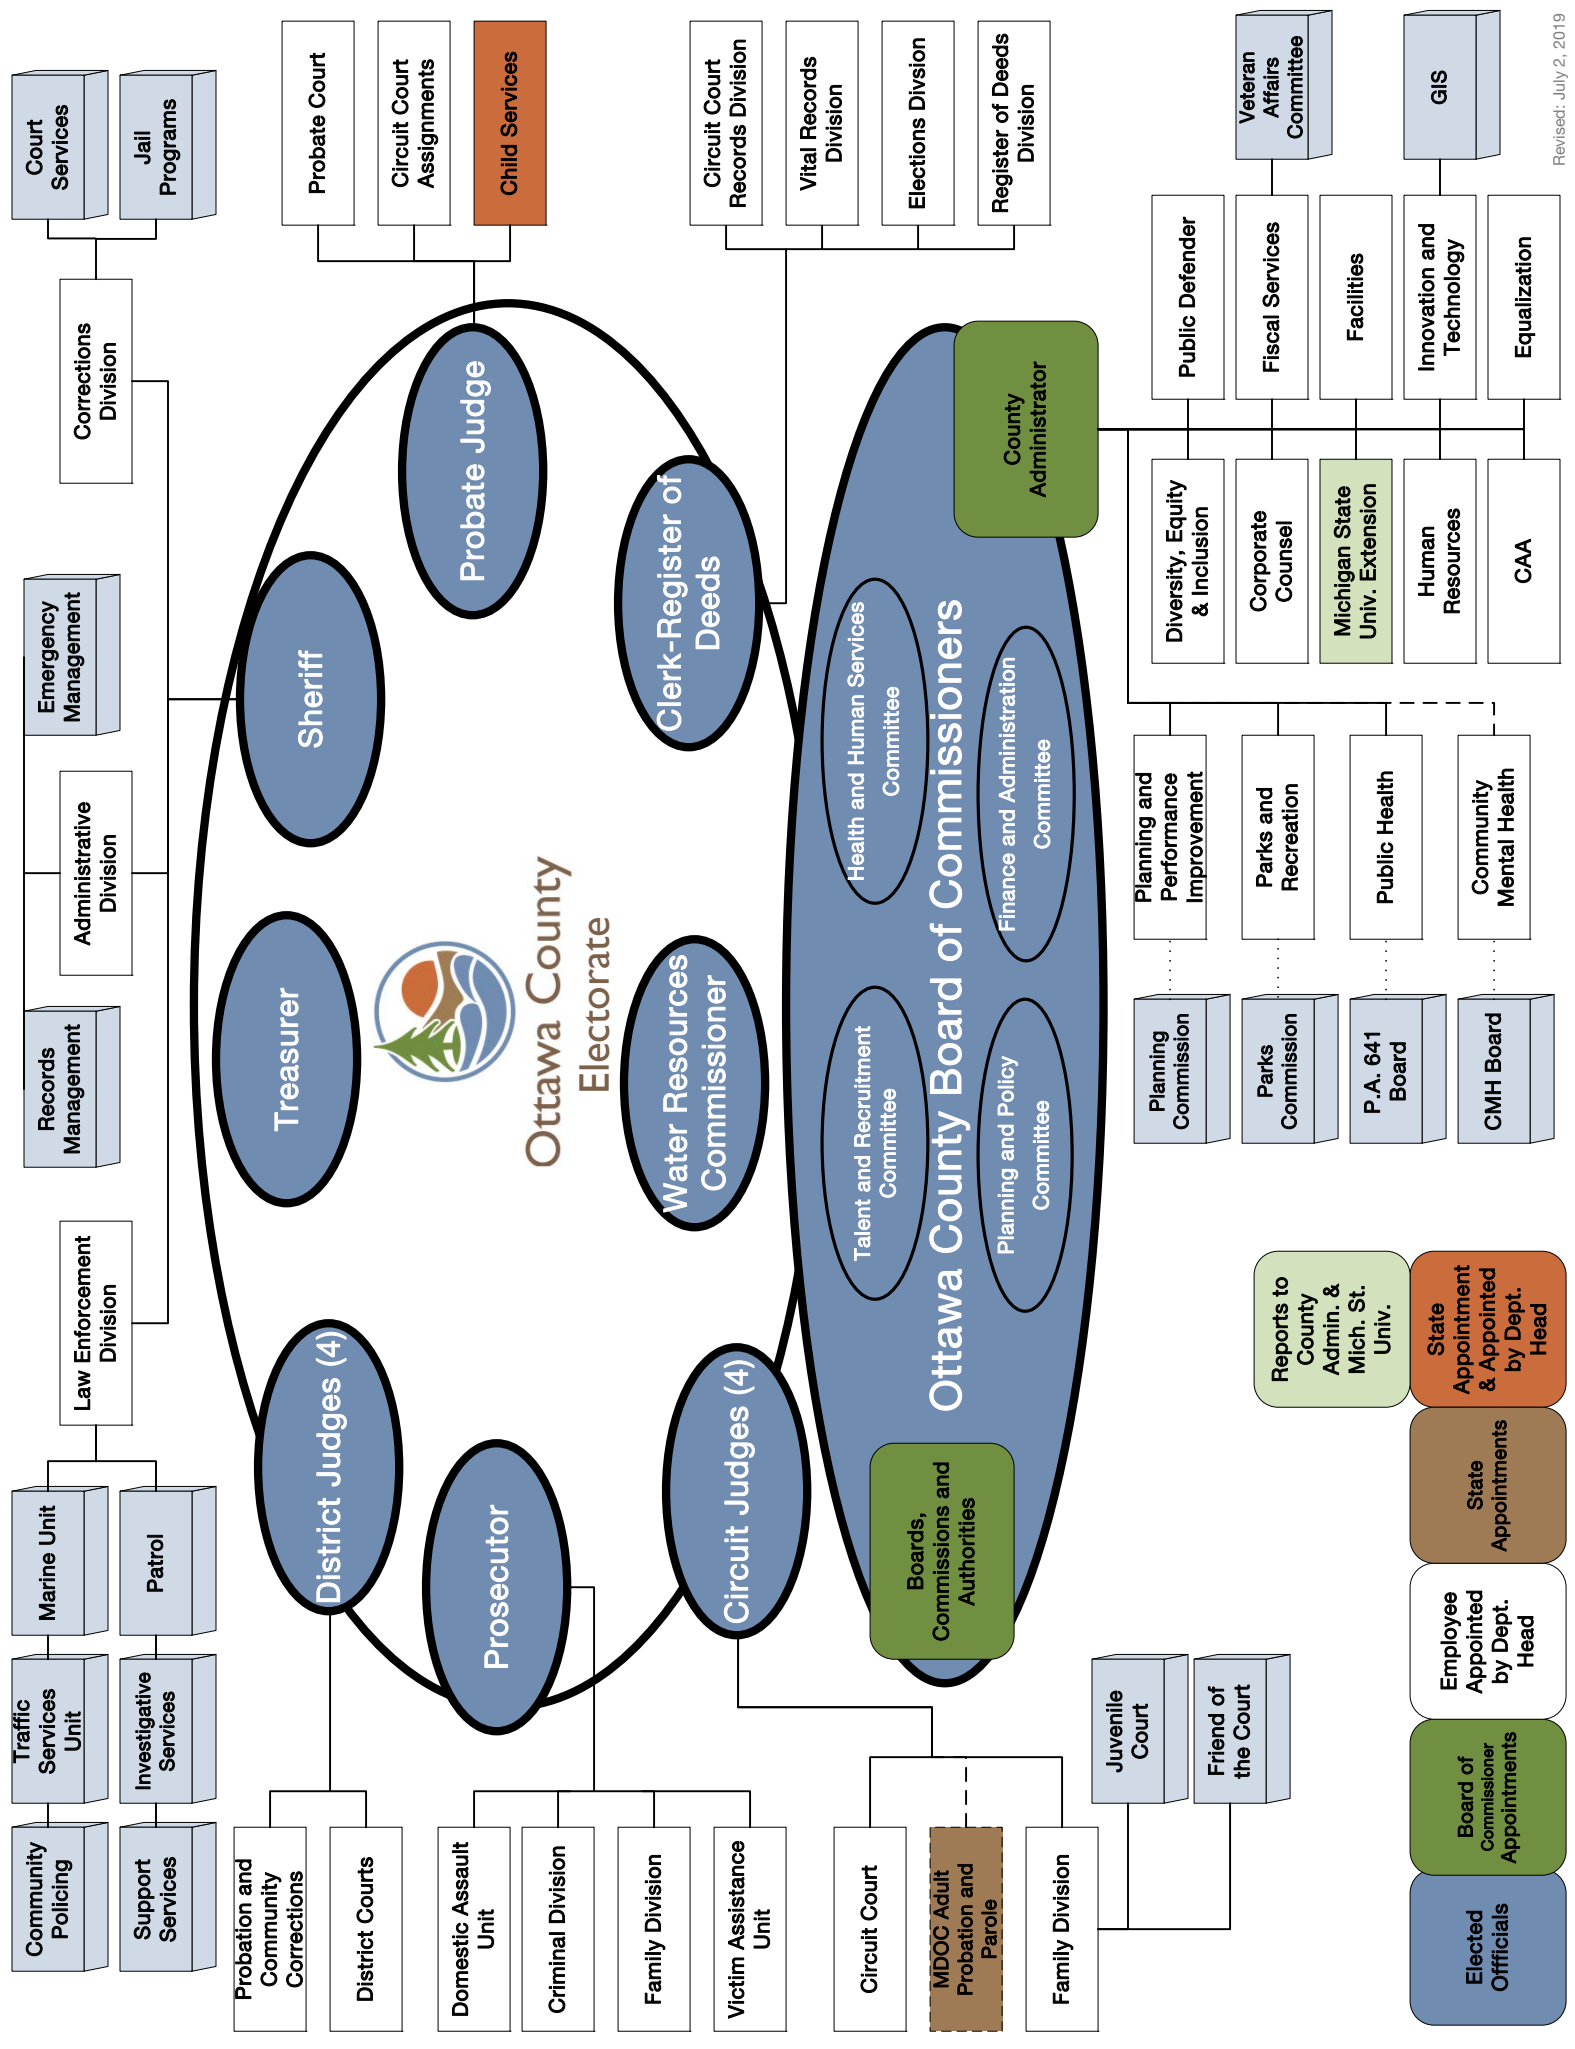 Community
Policing
Traffic
Services
Unit
Marine Unit
Support
Services
Investigative
Services
Patrol
Law Enforcement
Division
Records
Management
Administrative
Division
Emergency
Management
Corrections
Division
Court
Services
Jail
Programs
Probation and
Community
Corrections
District Courts
District Judges (4)
Treasurer
Sheriff
Probate Judge
Probate Court
Circuit Court
Assignments
Child Services
Domestic Assault
Unit
Criminal Division
Family Division
Victim Assistance
Unit
Prosecutor
Ottawa County
Electorate
Circuit Judges (4)
Water Resources
Commissioner
Clerk-Register of
Deeds
Circuit Court
Records Division
Vital Records
Division
Elections Divsion
Register of Deeds
Division
Circuit Court
MDOC Adult
Probation and
Parole
Family Division
Juvenile
Court
Friend of
the Court
Boards,
Commissions and
Authorities
Talent and Recruitment
Committee
Health and Human Services
Committee
Ottawa County Board of Commissioners
Planning and Policy
Committee
Finance and Administration
Committee
County
Administrator
Planning
Commission
Planning and
Performance
Improvement
Parks
Commission
Parks and
Recreation
P.A. 641
Board
Public Health
CMH Board
Community
Mental Health
Diversity, Equity
& Inclusion
Public Defender
Corporate
Counsel
Fiscal Services
Veteran
Affairs
Committee
Michigan State
Univ. Extension
Facilities
Human
Resources
Innovation and
Technology
GIS
CAA
Equalization
Reports to
County
Admin. &
Mich. St.
Univ.
Elected
Offficials
Board of
Commissioner
Appointments
Employee
Appointed
by Dept.
Head
State
Appointments
State
Appointment
& Appointed
by Dept.
Head
Revised: July 2, 2019